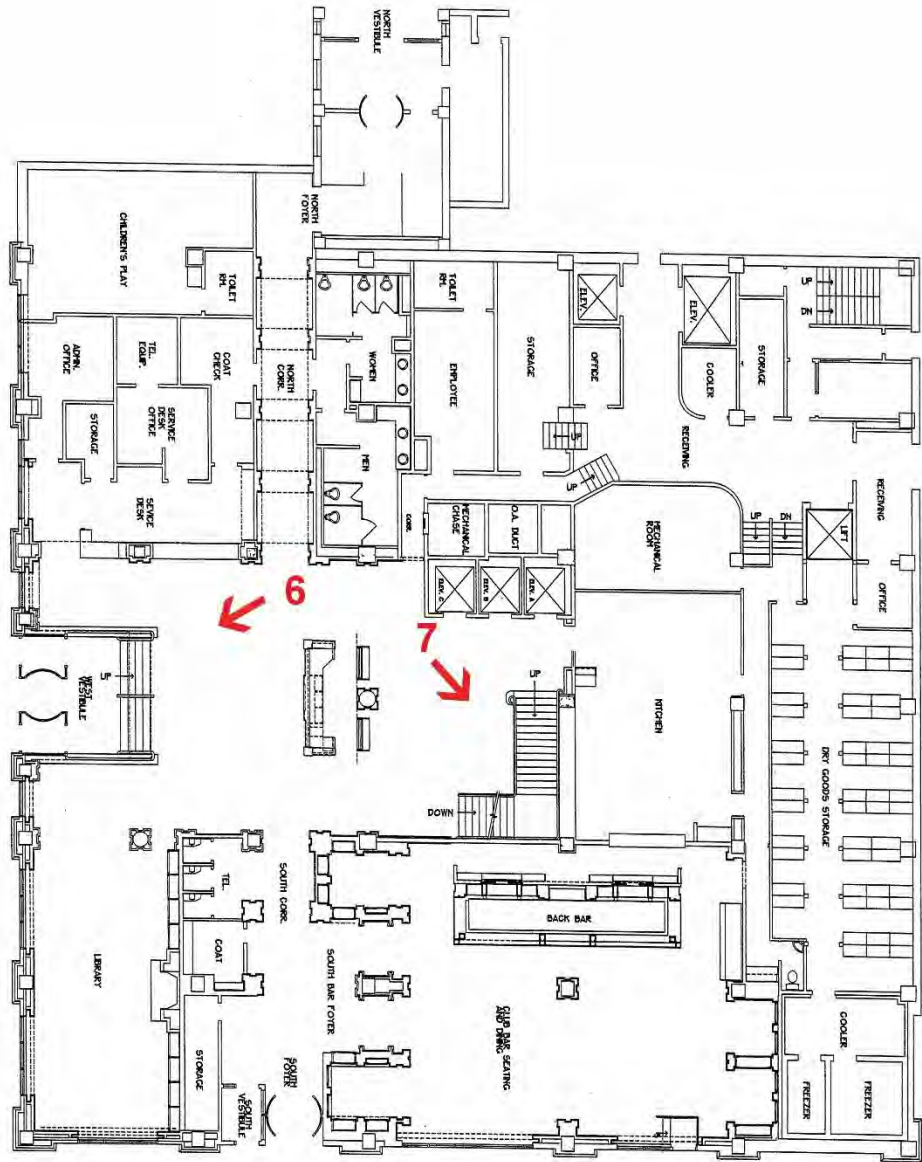 NORTH
VESTIBULE
NORTH
FOYER
CHILDREN'S PLAY
TOILET
RM.
TOILET
RM.
ELEV.
ELEV.
UP
DN
STORAGE
STORAGE
OFFICE
COOLER
ADMN.
OFFICE
TEL.
EQUIP.
COAT
CHECK
NORTH
CORR.
WOMEN
EMPLOYEE
UP
RECEIVING
STORAGE
SERVICE
DESK
OFFICE
MEN
UP
RECEIVING
SEVICE
DESK
CORR.
MECHANICAL
CHASE
O.A. DUCT
MECHANICAL
ROOM
UP
DN
LIFT
OFFICE
ELEV. C
ELEV. B
ELEV. A
6
7
UP
WEST
VESTIBULE
UP
KITCHEN
DRY GOODS STORAGE
DOWN
TEL.
SOUTH CORR.
BACK BAR
COAT
LIBRARY
SOUTH BAR FOYER
CLUB BAR SEATING
AND DINING
STORAGE
SOUTH
FOYER
SOUTH
VESTIBULE
COOLER
FREEZER
FREEZER